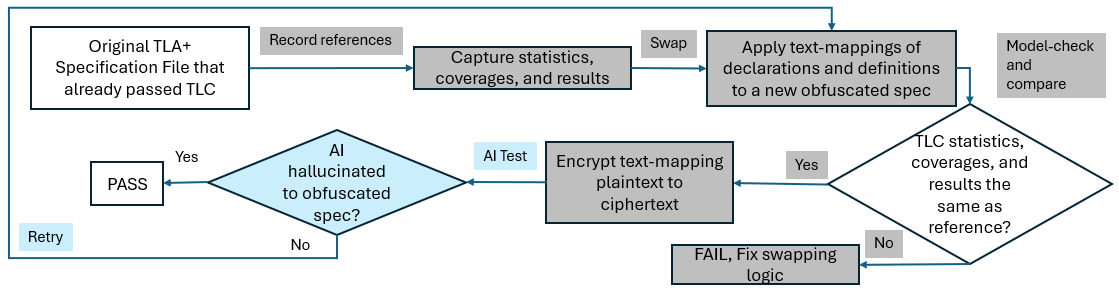 Original TLA+
Specification File that
already passed TLC
Record references
Capture statistics,
coverages, and results
Swap
Apply text-mappings of
declarations and definitions
to a new obfuscated spec
Model-check
and
compare
TLC statistics,
coverages, and
results the
same as
reference?
Yes
No
FAIL, Fix swapping
logic
Encrypt text-mapping
plaintext to
ciphertext
AI Test
AI
hallucinated
to obfuscated
spec?
Yes
PASS
No
Retry